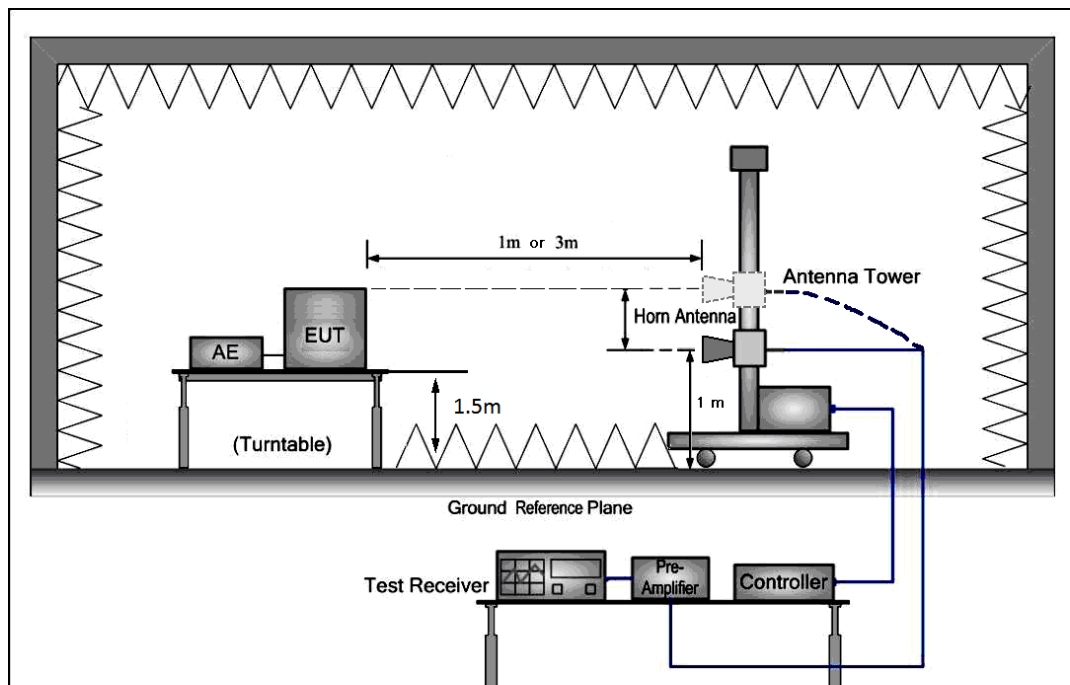 1m or 3m
Antenna Tower
Horn Antenna
EUT
AE
1.5m
1 m
(Turntable)
Ground Reference Plane
Test Receiver
Pre-
Amplifier
Controller